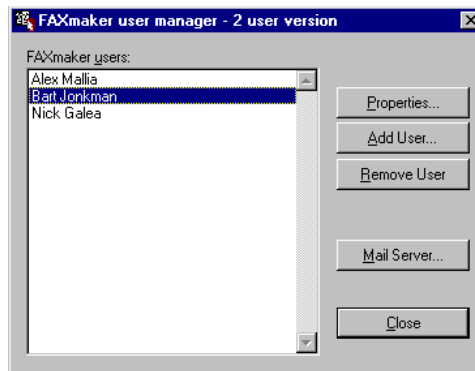 FAXmaker user manager - 2 user version
FAXmaker users:
Alex Mallia
Bart Jonkman
Nick Galea
Properties...
Add User...
Remove User
Mail Server...
Close